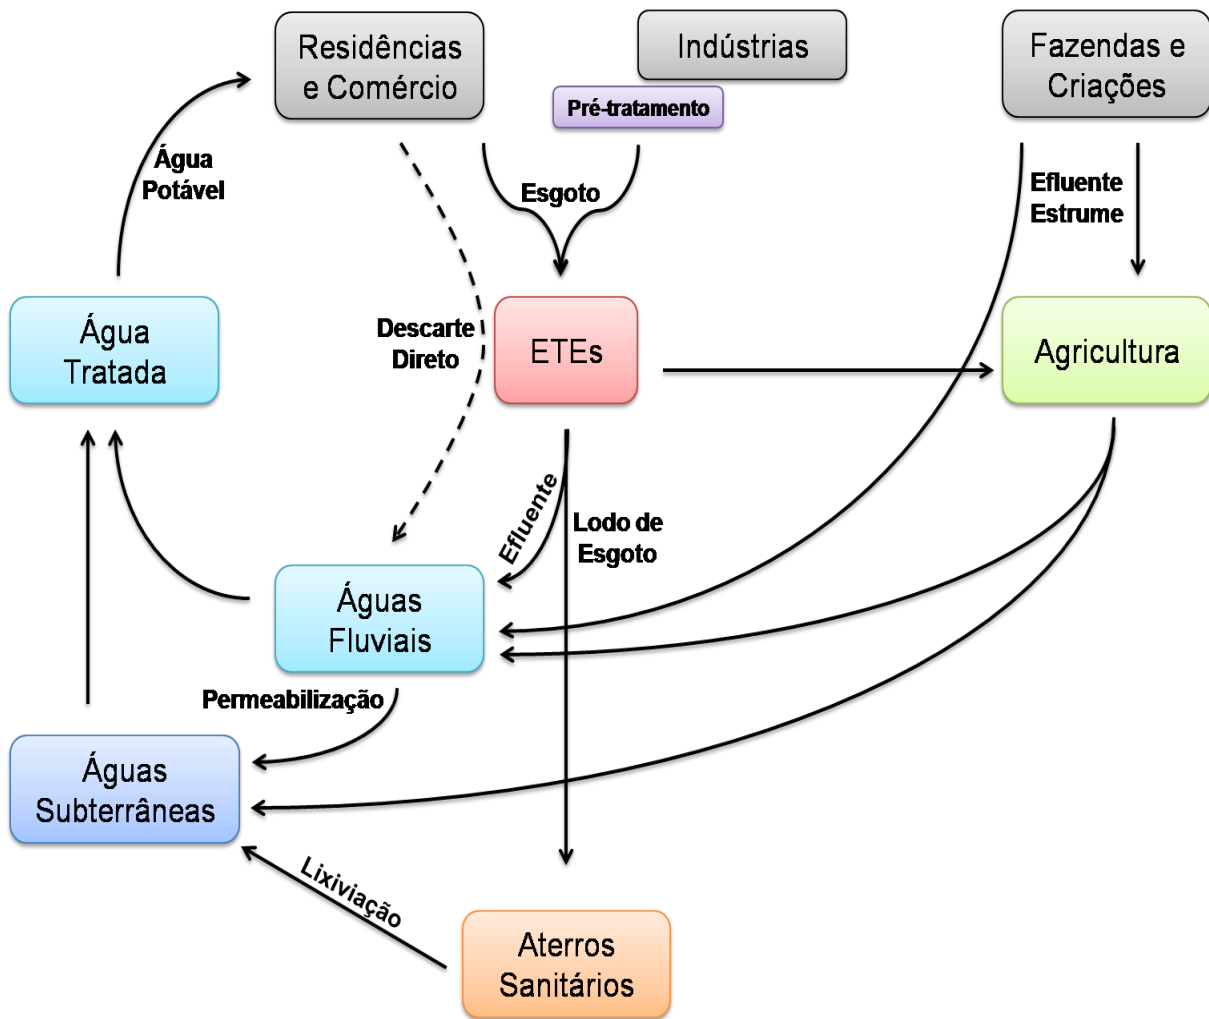 Residências
e Comércio
Indústrias
Pré-tratamento
Fazendas e
Criações
Água
Potável
Esgoto
Efluente
Estrume
Água
Tratada
Descarte
Direto
ETEs
Agricultura
Efluente
Lodo de
Esgoto
Águas
Fluviais
Permeabilização
Águas
Subterrâneas
Lixiviação
Aterros
Sanitários